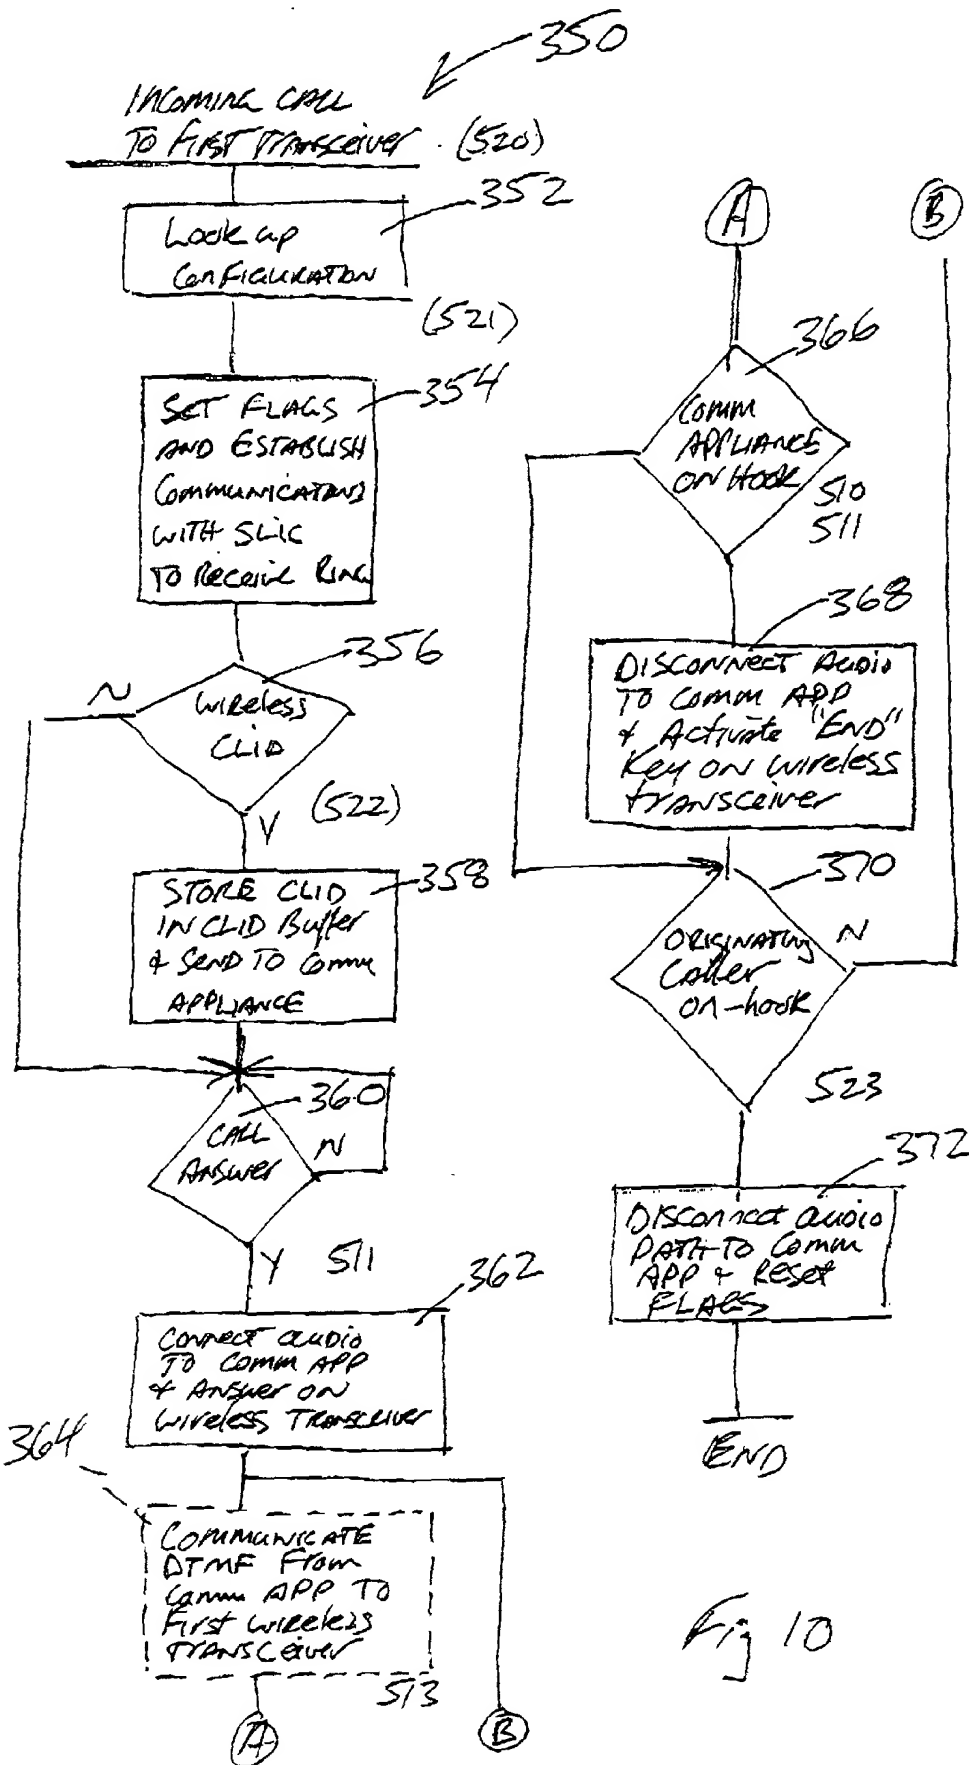 350
INCOMING CALL
TO FIRST TRANSCEIVER (520)
352
Look up
CONFIGURATION
(521)
354
SET FLAGS
AND ESTABLISH
COMMUNICATIONS
WITH SLIC
TO RECEIVE RING
356
N
WIRELESS
CLID
(522)
Y
358
STORE CLID
IN CLID Buffer
& SEND TO Comm
APPLIANCE
360
CALL
ANSWER
N
Y
511
362
CONNECT AUDIO
TO COMM APP
& ANSWER ON
WIRELESS TRANSCEIVER
364
COMMUNICATE
DTMF From
Comm APP TO
First WIRELESS
TRANSCEIVER
513
A
B
A
B
366
Comm
APPLIANCE
ON HOOK
510
511
368
DISCONNECT AUDIO
TO COMM APP
& Activate "END"
Key ON WIRELESS
TRANSCEIVER
370
ORIGINATING
CALLER
ON-hook
N
523
372
DISCONNECT AUDIO
PATH TO Comm
APP & RESET
FLAGS
END
Fig 10